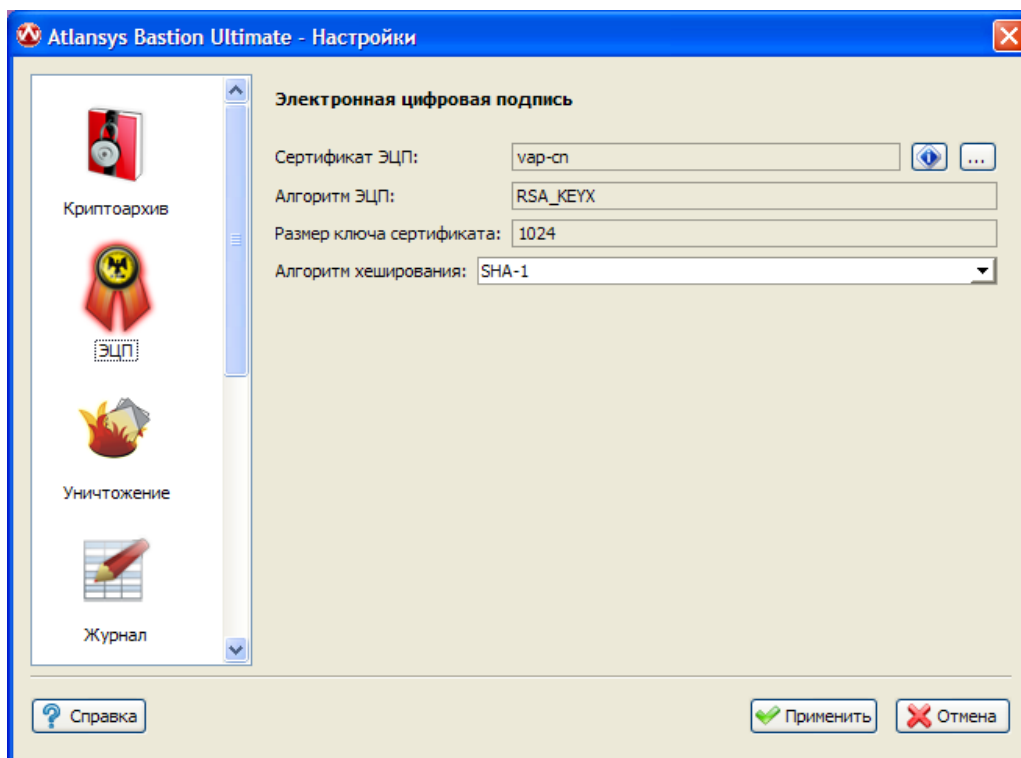 Atlansys Bastion Ultimate - Настройки
Криптоархив
ЭЦП
Уничтожение
Журнал
Электронная цифровая подпись
Сертификат ЭЦП: vap-cn ...
Алгоритм ЭЦП: RSA_KEYX
Размер ключа сертификата: 1024
Алгоритм хеширования: SHA-1
Справка
Применить
Отмена